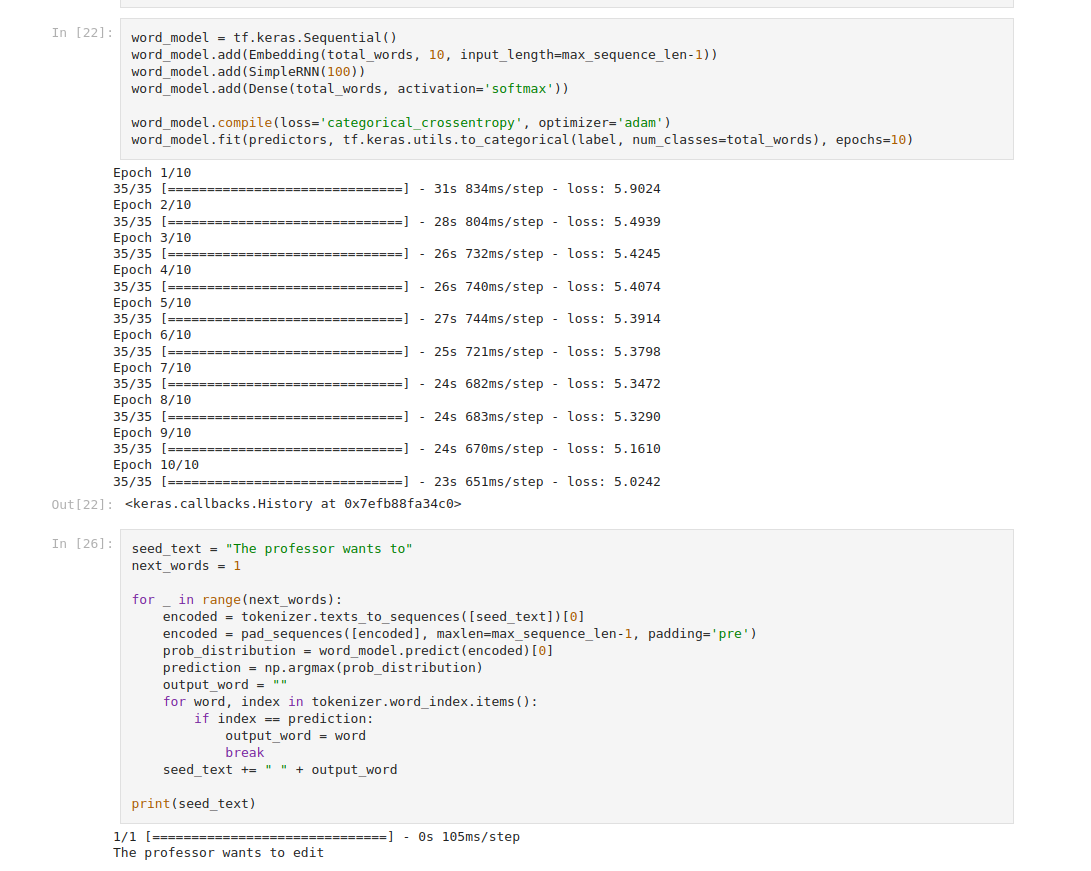 In [22]:
word_model = tf.keras.Sequential()
word_model.add(Embedding(total_words, 10, input_length=max_sequence_len-1))
word_model.add(SimpleRNN(100))
word_model.add(Dense(total_words, activation='softmax'))

word_model.compile(loss='categorical_crossentropy', optimizer='adam')
word_model.fit(predictors, tf.keras.utils.to_categorical(label, num_classes=total_words), epochs=10)
Epoch 1/10
35/35 [==============================] - 31s 834ms/step - loss: 5.9024
Epoch 2/10
35/35 [==============================] - 28s 804ms/step - loss: 5.4939
Epoch 3/10
35/35 [==============================] - 26s 732ms/step - loss: 5.4245
Epoch 4/10
35/35 [==============================] - 26s 740ms/step - loss: 5.4074
Epoch 5/10
35/35 [==============================] - 27s 744ms/step - loss: 5.3914
Epoch 6/10
35/35 [==============================] - 25s 721ms/step - loss: 5.3798
Epoch 7/10
35/35 [==============================] - 24s 682ms/step - loss: 5.3472
Epoch 8/10
35/35 [==============================] - 24s 683ms/step - loss: 5.3290
Epoch 9/10
35/35 [==============================] - 24s 670ms/step - loss: 5.1610
Epoch 10/10
35/35 [==============================] - 23s 651ms/step - loss: 5.0242
Out[22]: <keras.callbacks.History at 0x7efb88fa34c0>
In [26]:
seed_text = "The professor wants to"
next_words = 1

for _ in range(next_words):
    encoded = tokenizer.texts_to_sequences([seed_text])[0]
    encoded = pad_sequences([encoded], maxlen=max_sequence_len-1, padding='pre')
    prob_distribution = word_model.predict(encoded)[0]
    prediction = np.argmax(prob_distribution)
    output_word = ""
    for word, index in tokenizer.word_index.items():
        if index == prediction:
            output_word = word
            break
    seed_text += " " + output_word

print(seed_text)
1/1 [==============================] - 0s 105ms/step
The professor wants to edit